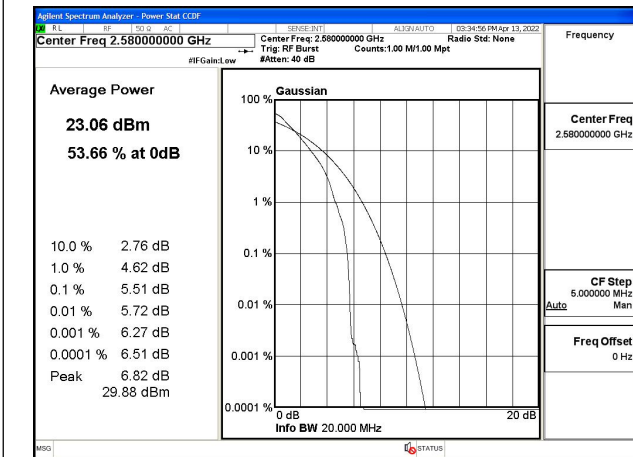 Agilent Spectrum Analyzer - Power Stat CCDF
RL RF 50 Ω AC SENSE:INT ALIGNAUTO 03:34:56 PM Apr 13, 2022
Center Freq 2.580000000 GHz
Center Freq: 2.580000000 GHz Radio Std: None
Trig: RF Burst Counts:1.00 M/1.00 Mpt
#IFGain:Low #Atten: 40 dB
Frequency
Average Power
23.06 dBm
53.66 % at 0dB
10.0 % 2.76 dB
1.0 % 4.62 dB
0.1 % 5.51 dB
0.01 % 5.72 dB
0.001 % 6.27 dB
0.0001 % 6.51 dB
Peak 6.82 dB
29.88 dBm
Gaussian
100 %
10 %
1 %
0.1 %
0.01 %
0.001 %
0.0001 %
0 dB 20 dB
Info BW 20.000 MHz
Center Freq
2.580000000 GHz
CF Step
5.000000 MHz
Auto Man
Freq Offset
0 Hz
MSG STATUS